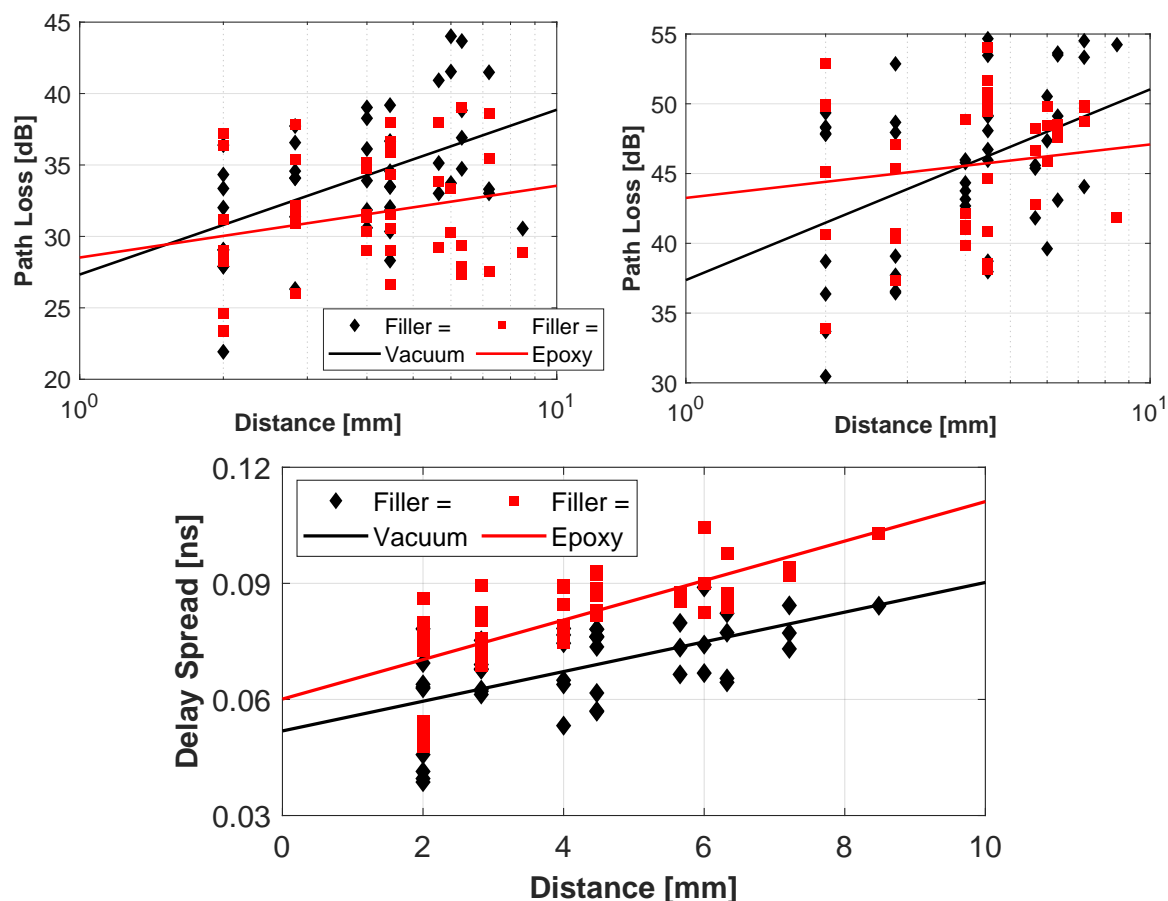 45
40
35
30
25
20
Path Loss [dB]
Filler =
Filler =
Vacuum
Epoxy
10^0
10^1
Distance [mm]
55
50
45
40
35
30
Path Loss [dB]
10^0
10^1
Distance [mm]
0.12
0.09
0.06
0.03
Delay Spread [ns]
Filler =
Filler =
Vacuum
Epoxy
0
2
4
6
8
10
Distance [mm]